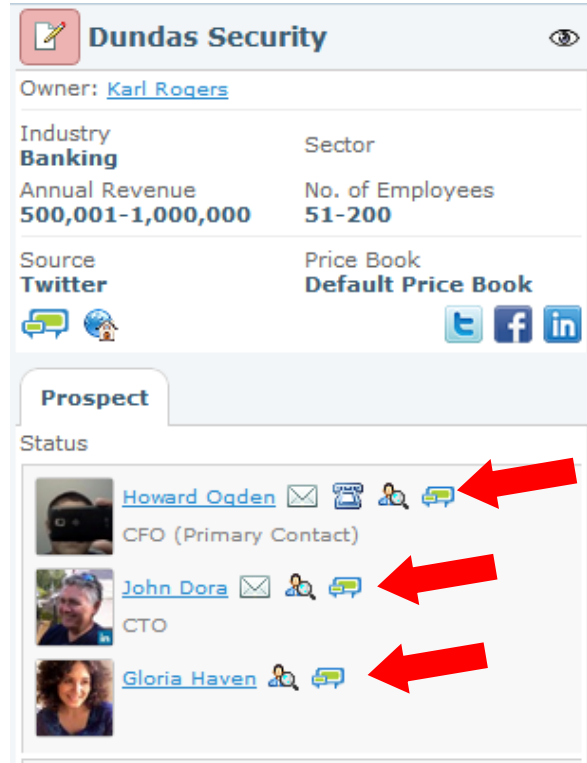 Dundas Security
Owner: Karl Rogers
Industry
Banking
Sector
Annual Revenue
500,001-1,000,000
No. of Employees
51-200
Source
Twitter
Price Book
Default Price Book
Prospect
Status
Howard Ogden
CFO (Primary Contact)
John Dora
CTO
in
Gloria Haven